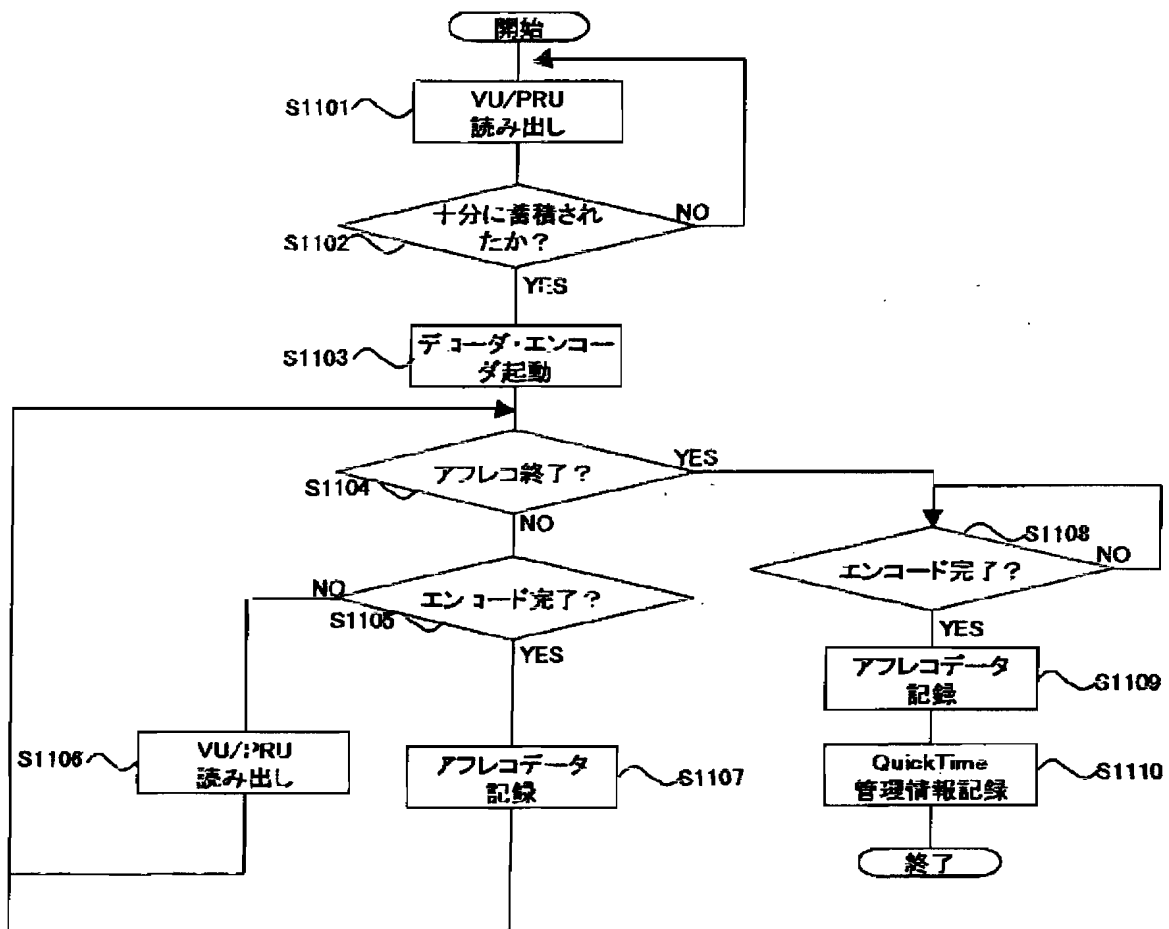 開始
S1101
VU/PRU
読み出し
十分に蓄積され
たか？
NO
S1102
YES
S1103
デコーダ・エンコー
ダ起動
アフレコ終了？
YES
S1104
NO
S1108
エンコード完了？
NO
NO
エンコード完了？
S1105
YES
YES
アフレコデータ
記録
S1109
S1106
VU/PRU
読み出し
アフレコデータ
記録
S1107
QuickTime
管理情報記録
S1110
終了